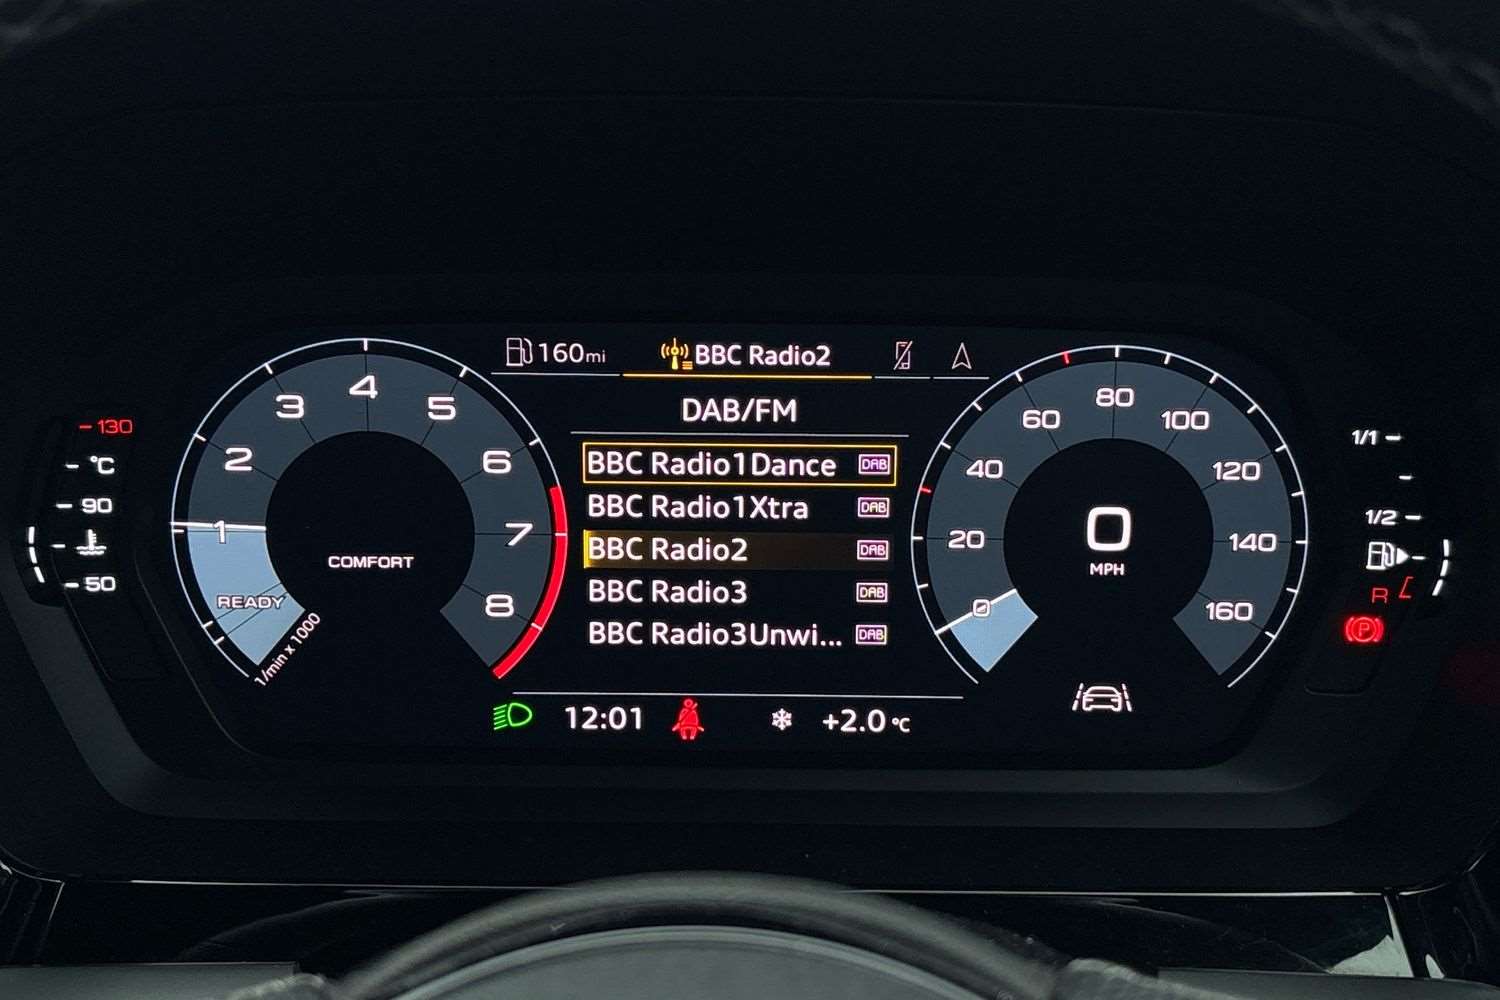 160mi
BBC Radio2
DAB/FM
BBC Radio1Dance DAB
BBC Radio1Xtra DAB
BBC Radio2 DAB
BBC Radio3 DAB
BBC Radio3Unwi... DAB
12:01
+2.0 °C
130
°C
90
50
1
2
3
4
5
6
7
8
READY
1/min x 1000
COMFORT
0
20
40
60
80
100
120
140
160
0
MPH
1/1
1/2
R
P